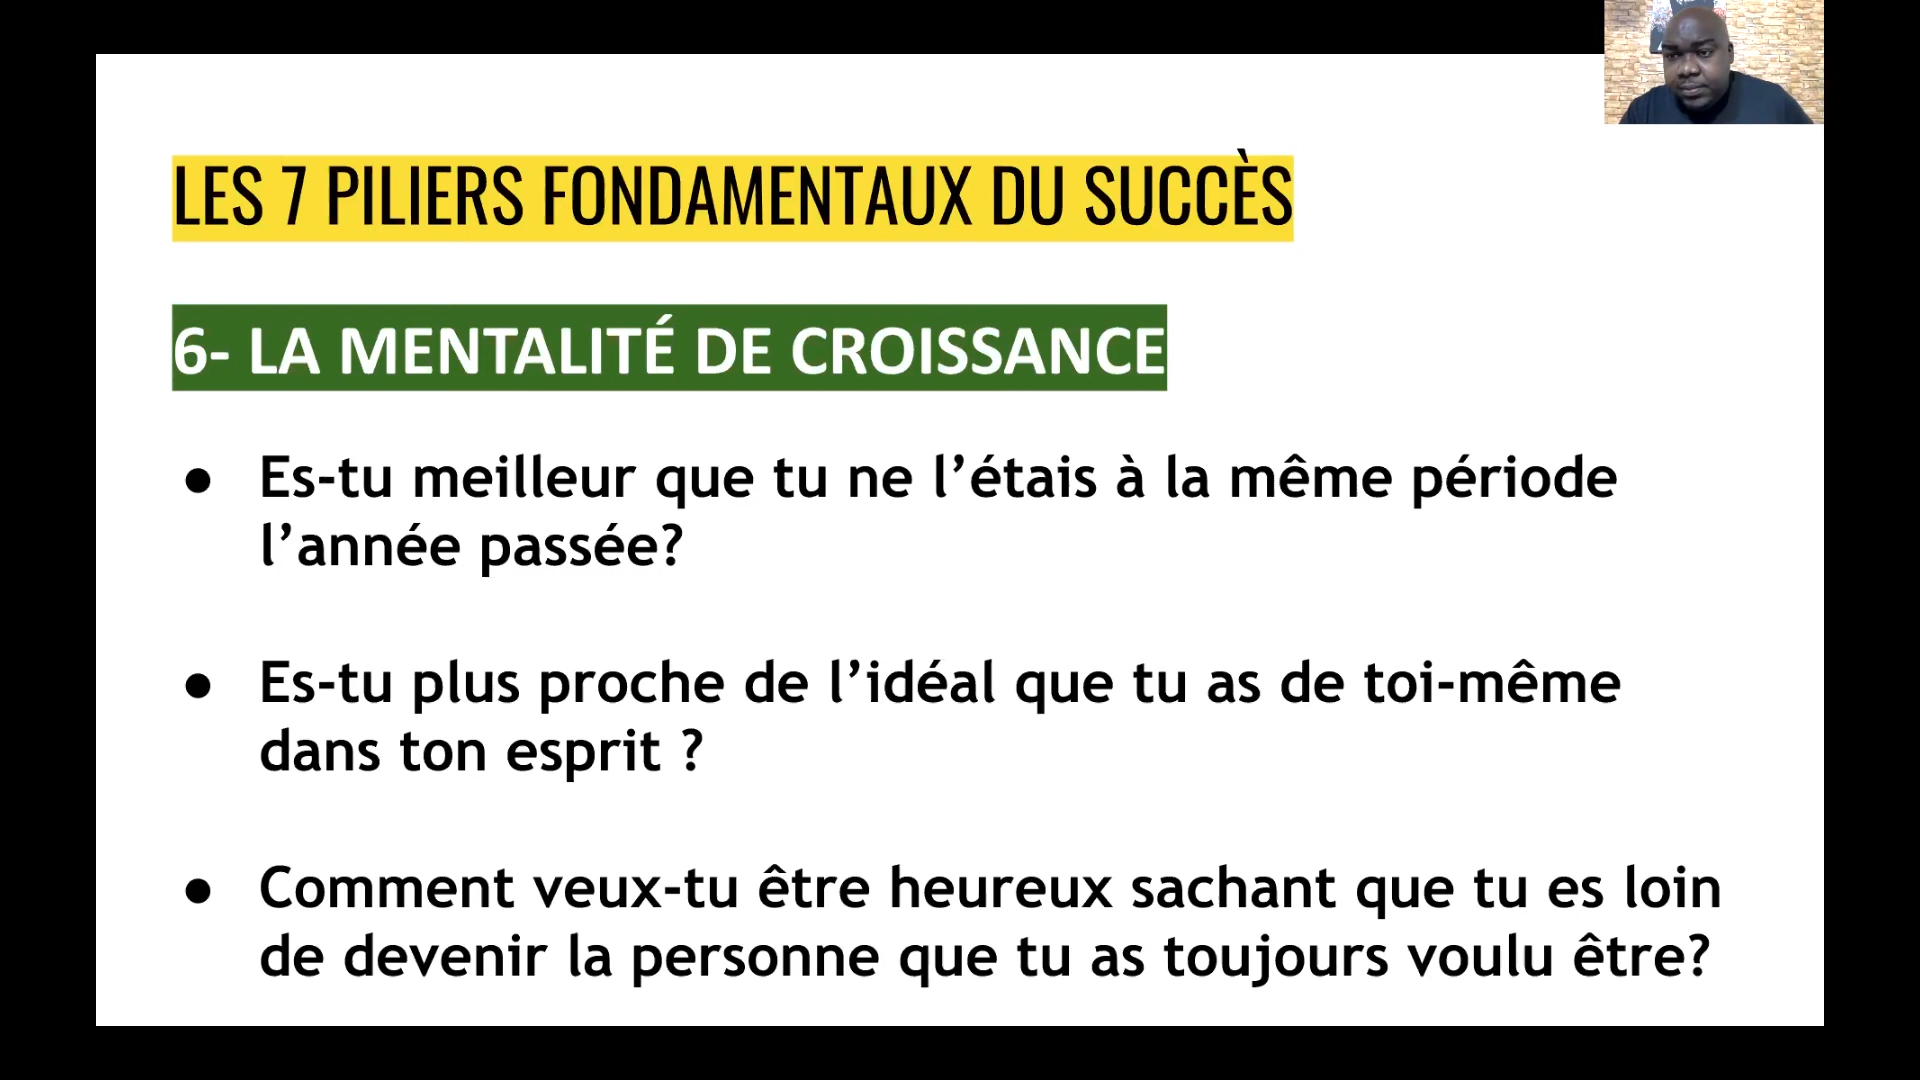 LES 7 PILIERS FONDAMENTAUX DU SUCCÈS
6- LA MENTALITÉ DE CROISSANCE
● Es-tu meilleur que tu ne l’étais à la même période
l’année passée?
● Es-tu plus proche de l’idéal que tu as de toi-même
dans ton esprit ?
● Comment veux-tu être heureux sachant que tu es loin
de devenir la personne que tu as toujours voulu être?